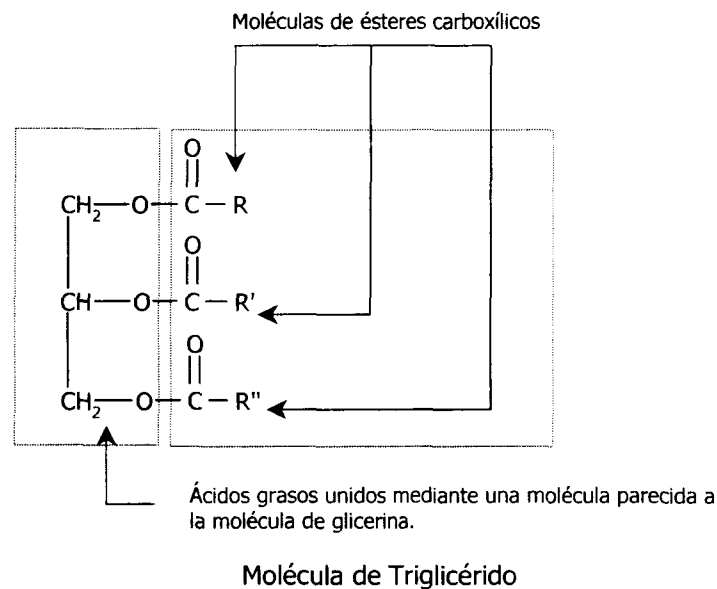 Moléculas de ésteres carboxílicos
O
CH2—O—C—R
O
CH—O—C—R'
O
CH2—O—C—R"
Ácidos grasos unidos mediante una molécula parecida a
la molécula de glicerina.
Molécula de Triglicérido